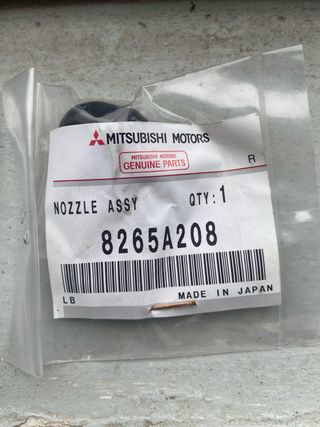 MITSUBISHI MOTORS
MITSUBISHI MOTORS
GENUINE PARTS
R
NOZZLE ASSY QTY:1
8265A208
LB MADE IN JAPAN